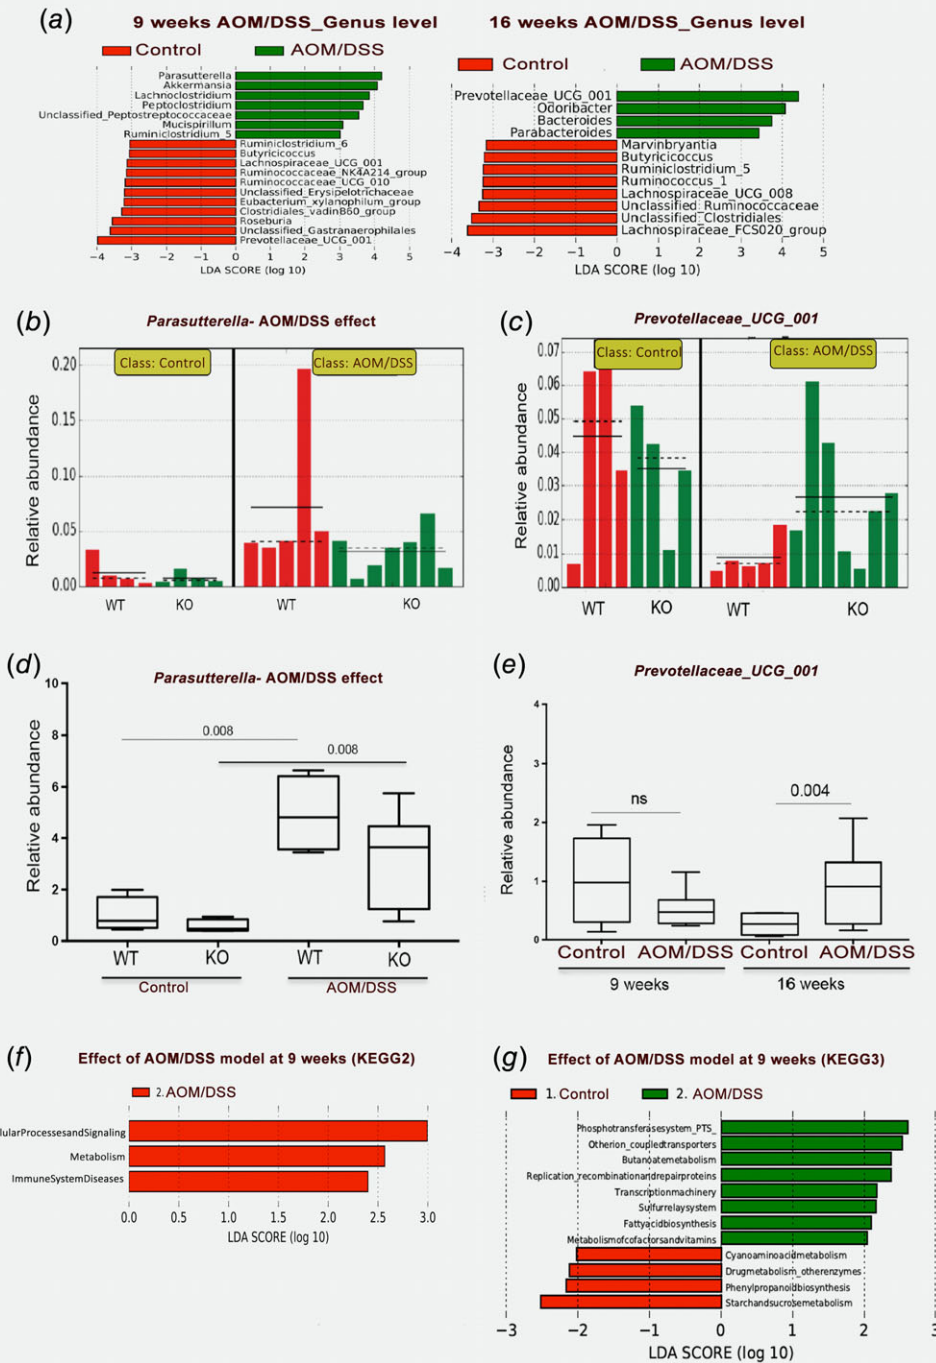 (a)
9 weeks AOM/DSS_Genus level
Control
AOM/DSS
Parasutterella
Akkermansia
Lachnoclostridium
Peptoclostridium
Unclassified_Peptostreptococcaceae
Mucispirillum
Ruminiclostridium_5
Ruminiclostridium_6
Butyricicoccus
Lachnospiraceae_UCG_001
Ruminococcaceae_NK4A214_group
Ruminococcaceae_UCG_010
Unclassified_Erysipelotrichaceae
Eubacterium_xylanophilum_group
Clostridiales_vadinBB60_group
Roseburia
Unclassified_Gastranaerophilales
Prevotellaceae_UCG_001
−4 −3 −2 −1 0 1 2 3 4 5
LDA SCORE (log 10)
16 weeks AOM/DSS_Genus level
Control
AOM/DSS
Prevotellaceae_UCG_001
Odoribacter
Bacteroides
Parabacteroides
Marvinbryantia
Butyricicoccus
Ruminiclostridium_5
Ruminococcus_1
Lachnospiraceae_UCG_008
Unclassified_Ruminococcaceae
Unclassified_Clostridiales
Lachnospiraceae_FCS020_group
−4 −3 −2 −1 0 1 2 3 4 5
LDA SCORE (log 10)
(b)
Parasutterella- AOM/DSS effect
Class: Control
Class: AOM/DSS
Relative abundance
0.20
0.15
0.10
0.05
0.00
WT KO WT KO
(c)
Prevotellaceae_UCG_001
Class: Control
Class: AOM/DSS
Relative abundance
0.07
0.06
0.05
0.04
0.03
0.02
0.01
0.00
WT KO WT KO
(d)
Parasutterella- AOM/DSS effect
Relative abundance
10
8
6
4
2
0
0.008
0.008
WT KO WT KO
Control AOM/DSS
(e)
Prevotellaceae_UCG_001
Relative abundance
4
3
2
1
0
ns
0.004
Control AOM/DSS Control AOM/DSS
9 weeks 16 weeks
(f)
Effect of AOM/DSS model at 9 weeks (KEGG2)
2. AOM/DSS
lularProcessesandSignaling
Metabolism
ImmuneSystemDiseases
0.0 0.5 1.0 1.5 2.0 2.5 3.0
LDA SCORE (log 10)
(g)
Effect of AOM/DSS model at 9 weeks (KEGG3)
1. Control
2. AOM/DSS
Phosphotransferasesystem_PTS_
Otherion_coupledtransporters
Butanoatemetabolism
Replication_recombinationandrepairproteins
Transcriptionmachinery
Sulfurrelaysystem
Fattyacidbiosynthesis
Metabolismofcofactorsandvitamins
Cyanoaminoacidmetabolism
Drugmetabolism_otherenzymes
Phenylpropanoidbiosynthesis
Starchandsucrosemetabolism
−3 −2 −1 0 1 2 3
LDA SCORE (log 10)